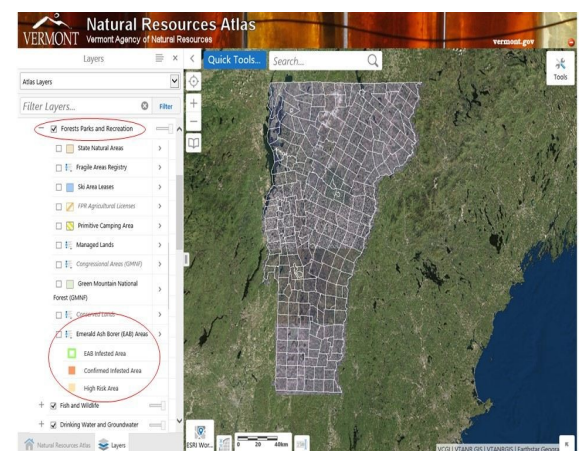 VERMONT
Natural Resources Atlas
Vermont Agency of Natural Resources
vermont.gov
Layers
Quick Tools...
Search...
Tools
Atlas Layers
Filter Layers...
Filter
Forests Parks and Recreation
State Natural Areas
Fragile Areas Registry
Ski Area Leases
FPR Agricultural Licenses
Primitive Camping Area
Managed Lands
Congressional Areas (GMNF)
Green Mountain National
Forest (GMNF)
Conserved Lands
Emerald Ash Borer (EAB) Areas
EAB Infested Area
Confirmed Infested Area
High Risk Area
Fish and Wildlife
Drinking Water and Groundwater
Natural Resources Atlas
Layers
ESRI Wor...
0 20 40km
VCGI | VTANR GIS | VTANRGIS | Earthstar Geogra